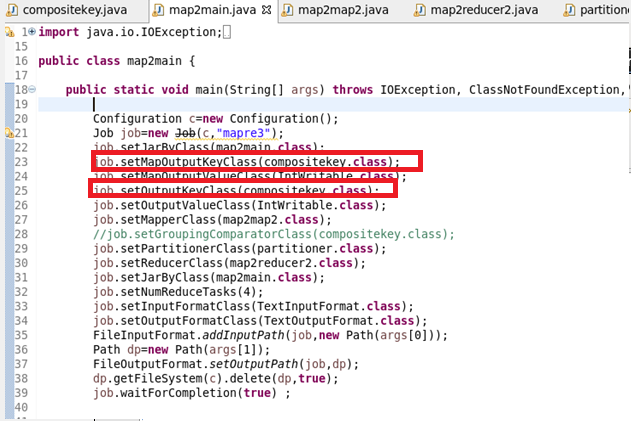 compositekey.java map2main.java map2map2.java map2reducer2.java partitione
1 import java.io.IOException;
15
16 public class map2main {
17
18 public static void main(String[] args) throws IOException, ClassNotFoundException,
19
20 Configuration c=new Configuration();
21 Job job=new Job(c,"mapre3");
22 job.setJarByClass(map2main.class);
23 job.setMapOutputKeyClass(compositekey.class);
24 job.setMapOutputValueClass(IntWritable.class);
25 job.setOutputKeyClass(compositekey.class);
26 job.setOutputValueClass(IntWritable.class);
27 job.setMapperClass(map2map2.class);
28 //job.setGroupingComparatorClass(compositekey.class);
29 job.setPartitionerClass(partitioner.class);
30 job.setReducerClass(map2reducer2.class);
31 job.setJarByClass(map2main.class);
32 job.setNumReduceTasks(4);
33 job.setInputFormatClass(TextInputFormat.class);
34 job.setOutputFormatClass(TextOutputFormat.class);
35 FileInputFormat.addInputPath(job,new Path(args[0]));
36 Path dp=new Path(args[1]);
37 FileOutputFormat.setOutputPath(job,dp);
38 dp.getFileSystem(c).delete(dp,true);
39 job.waitForCompletion(true) ;
40